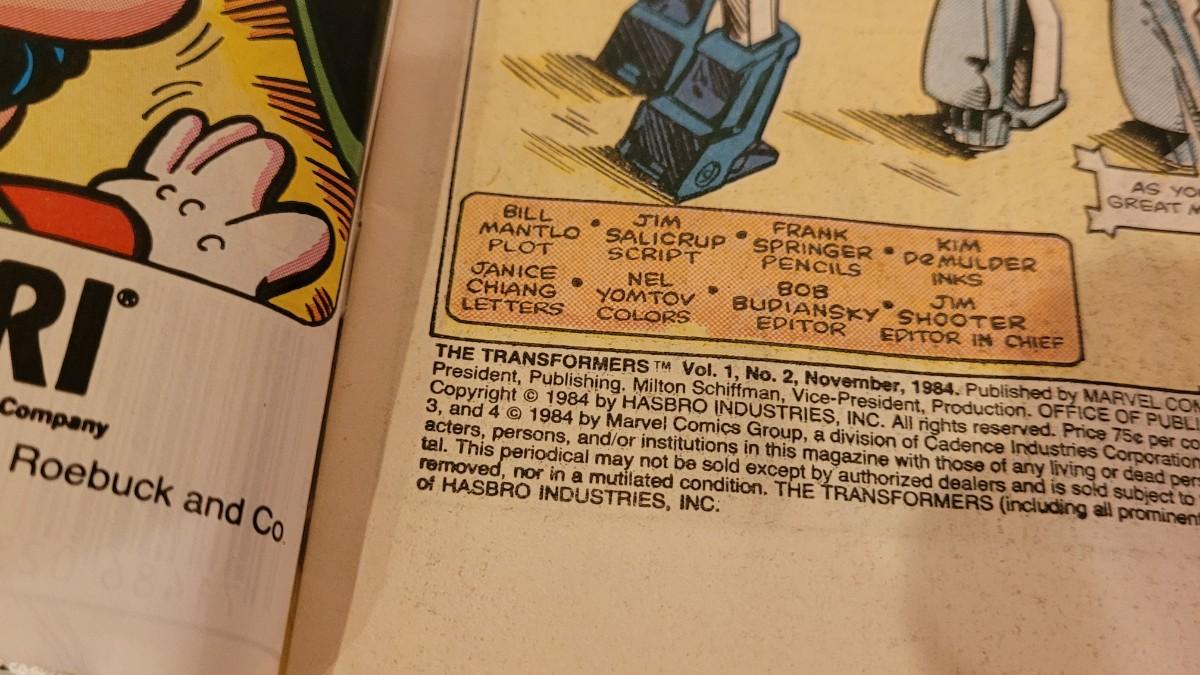 RI®
Company
Roebuck and Co.
AS YO
GREAT M
BILL MANTLO PLOT • JIM SALICRUP SCRIPT • FRANK SPRINGER PENCILS • KIM DEMULDER INKS
JANICE CHIANG LETTERS • NEL YOMTOV COLORS • BOB BUDIANSKY EDITOR • JIM SHOOTER EDITOR IN CHIEF
THE TRANSFORMERS ™ Vol. 1, No. 2, November, 1984. Published by MARVEL CO
President, Publishing. Milton Schiffman, Vice-President, Production. OFFICE OF PUBLI
Copyright © 1984 by HASBRO INDUSTRIES, INC. All rights reserved. Price 75¢ per co
3, and 4 © 1984 by Marvel Comics Group, a division of Cadence Industries Corporation
acters, persons, and/or institutions in this magazine with those of any living or dead per
tal. This periodical may not be sold except by authorized dealers and is sold subject to
removed, nor in a mutilated condition. THE TRANSFORMERS (including all prominent
of HASBRO INDUSTRIES, INC.